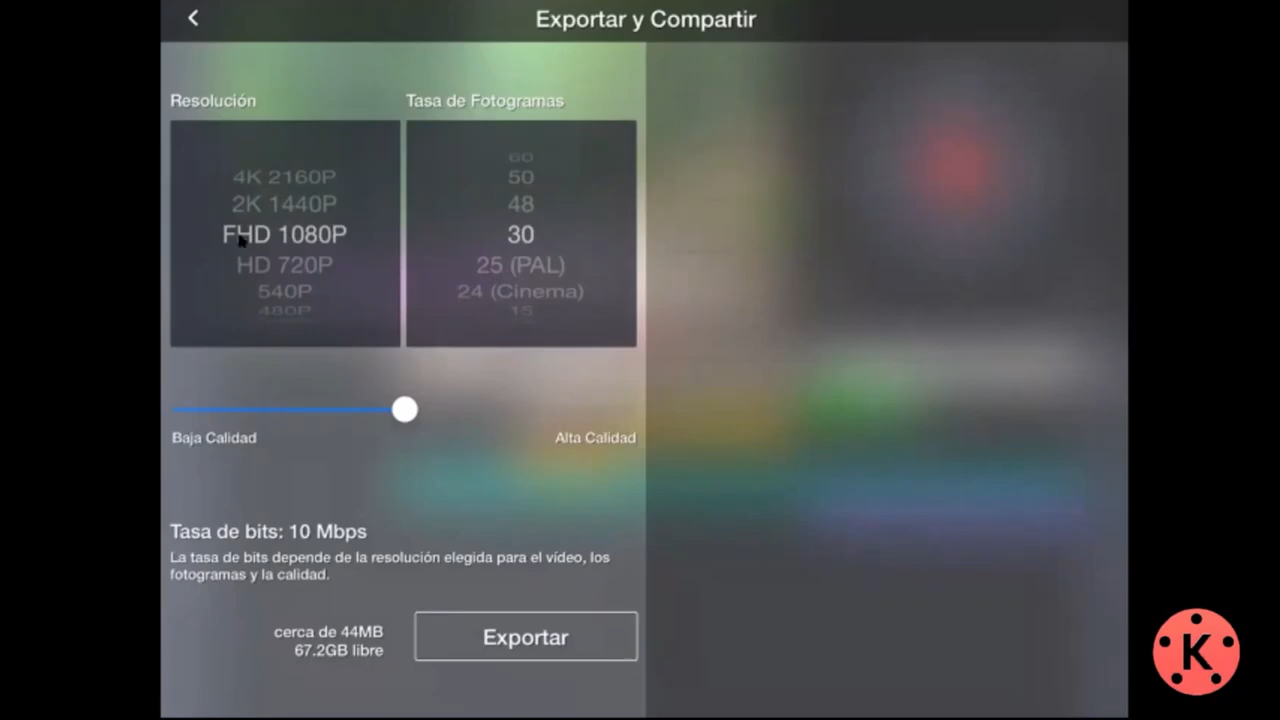 Exportar y Compartir
Resolución
Tasa de Fotogramas
4K 2160P
2K 1440P
FHD 1080P
HD 720P
540P
480P
60
50
48
30
25 (PAL)
24 (Cinema)
15
Baja Calidad
Alta Calidad
Tasa de bits: 10 Mbps
La tasa de bits depende de la resolución elegida para el vídeo, los
fotogramas y la calidad.
cerca de 44MB
67.2GB libre
Exportar
K